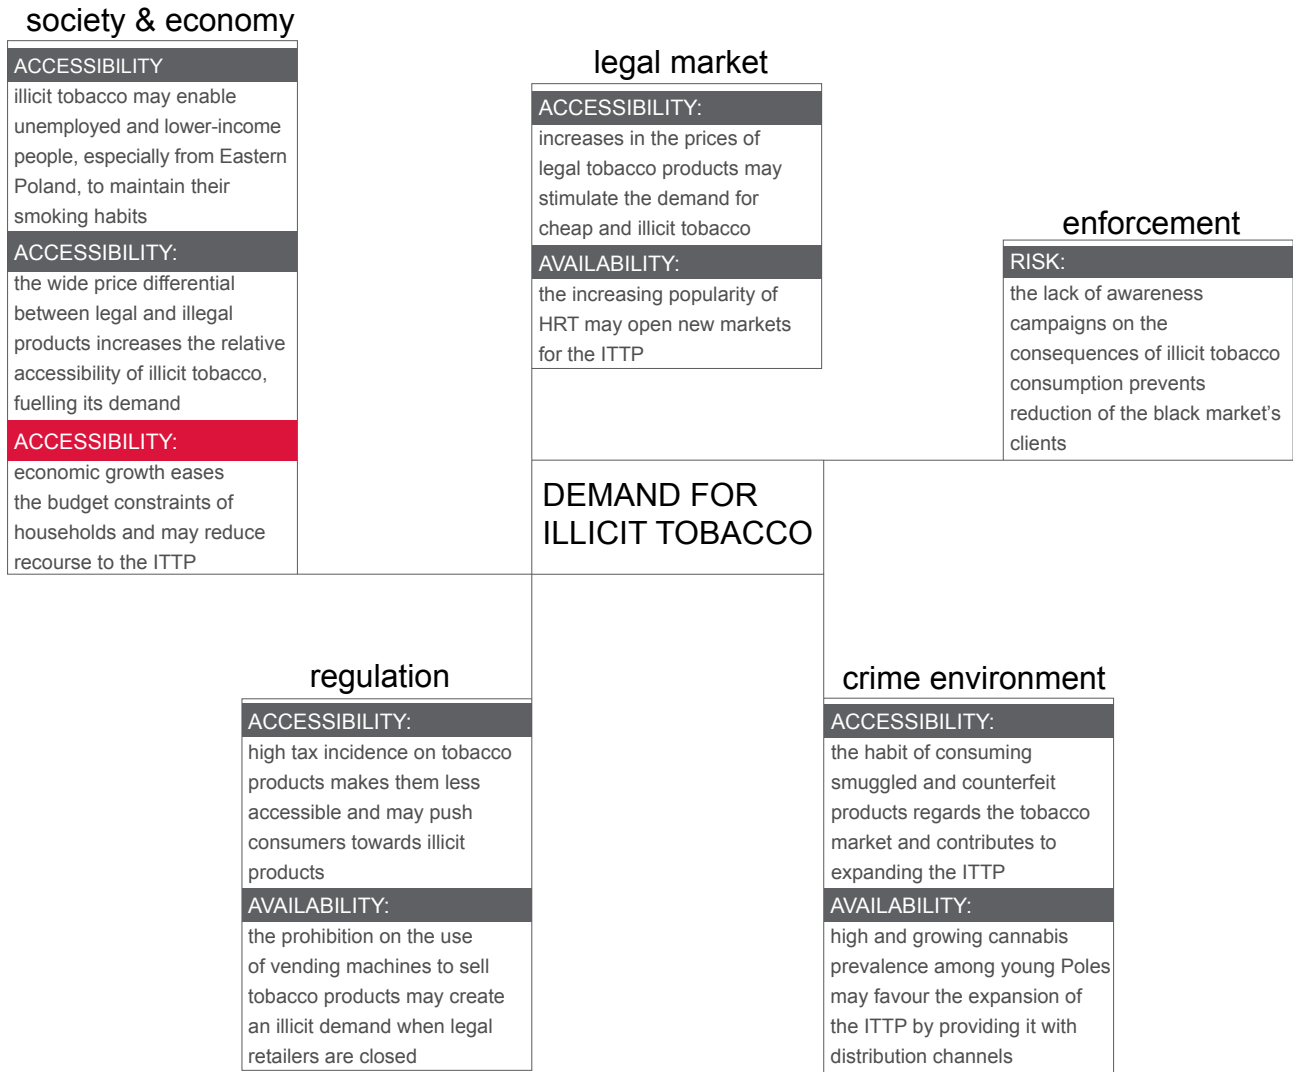 society & economy
ACCESSIBILITY
illicit tobacco may enable
unemployed and lower-income
people, especially from Eastern
Poland, to maintain their
smoking habits
ACCESSIBILITY:
the wide price differential
between legal and illegal
products increases the relative
accessibility of illicit tobacco,
fuelling its demand
ACCESSIBILITY:
economic growth eases
the budget constraints of
households and may reduce
recourse to the ITTP
legal market
ACCESSIBILITY:
increases in the prices of
legal tobacco products may
stimulate the demand for
cheap and illicit tobacco
AVAILABILITY:
the increasing popularity of
HRT may open new markets
for the ITTP
enforcement
RISK:
the lack of awareness
campaigns on the
consequences of illicit tobacco
consumption prevents
reduction of the black market's
clients
DEMAND FOR
ILLICIT TOBACCO
regulation
ACCESSIBILITY:
high tax incidence on tobacco
products makes them less
accessible and may push
consumers towards illicit
products
AVAILABILITY:
the prohibition on the use
of vending machines to sell
tobacco products may create
an illicit demand when legal
retailers are closed
crime environment
ACCESSIBILITY:
the habit of consuming
smuggled and counterfeit
products regards the tobacco
market and contributes to
expanding the ITTP
AVAILABILITY:
high and growing cannabis
prevalence among young Poles
may favour the expansion of
the ITTP by providing it with
distribution channels